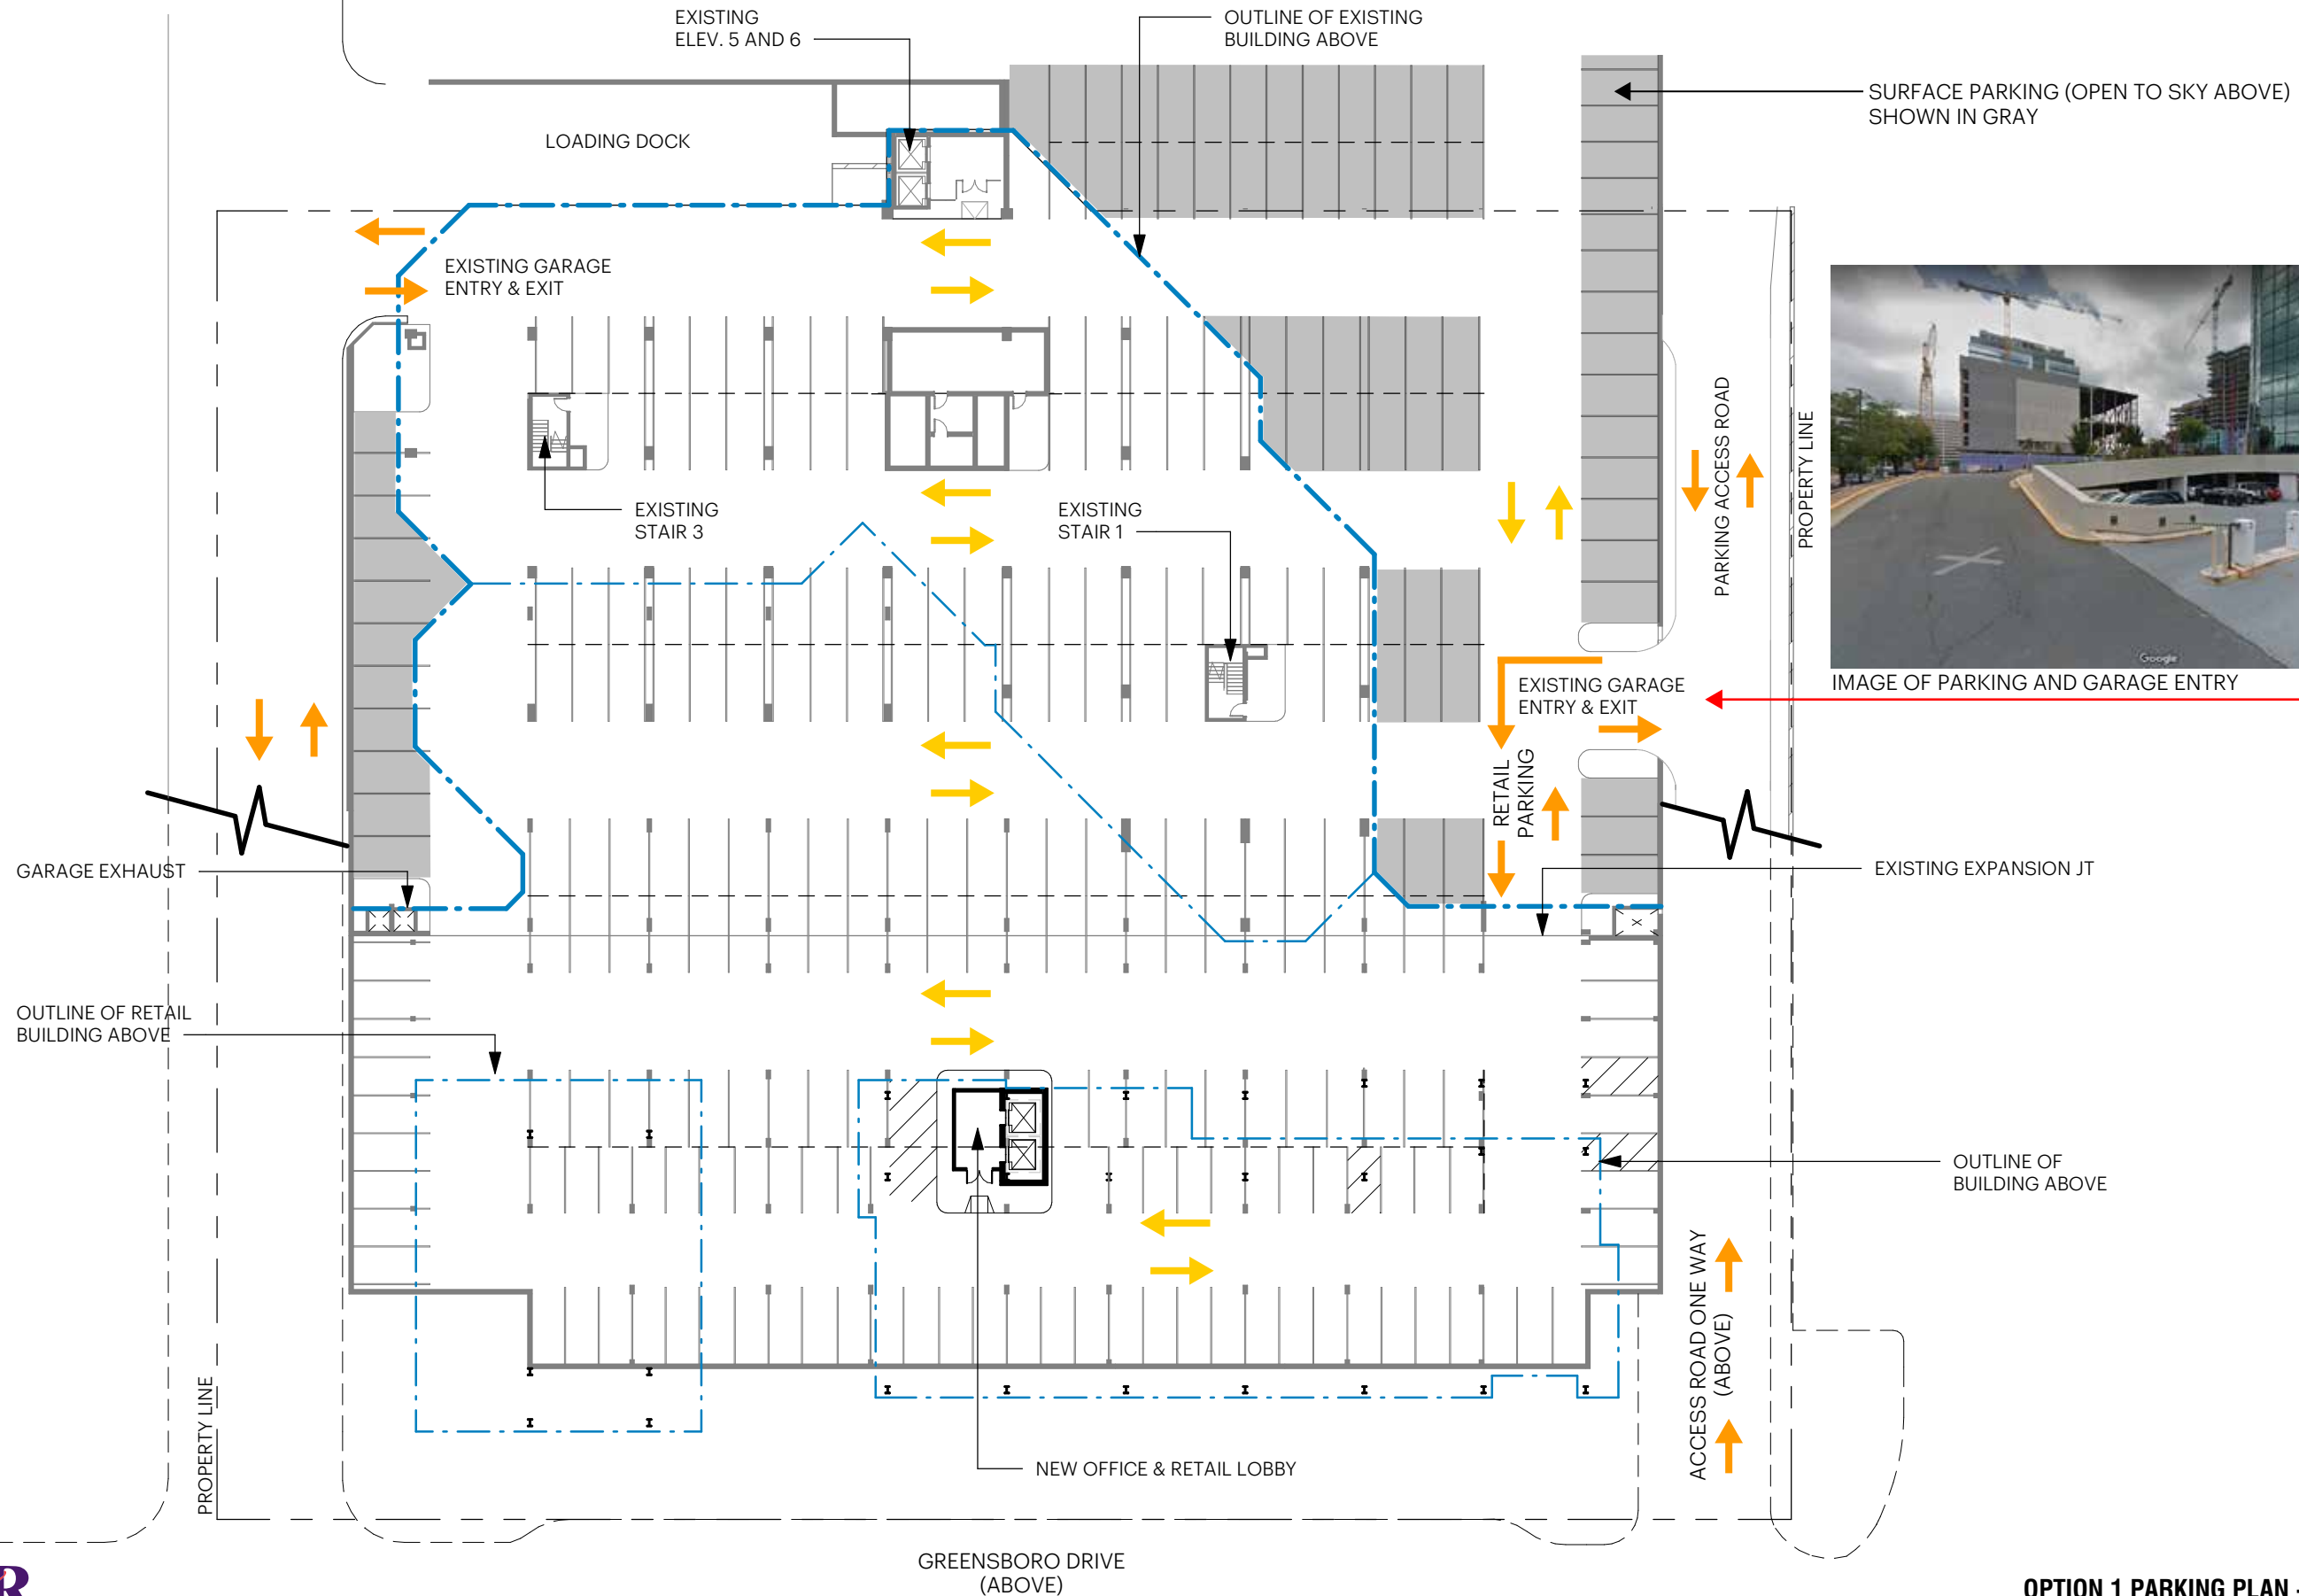 EXISTING
ELEV. 5 AND 6
OUTLINE OF EXISTING
BUILDING ABOVE
SURFACE PARKING (OPEN TO SKY ABOVE)
SHOWN IN GRAY
LOADING DOCK
EXISTING GARAGE
ENTRY & EXIT
PARKING ACCESS ROAD
PROPERTY LINE
EXISTING
STAIR 3
EXISTING
STAIR 1
Google
IMAGE OF PARKING AND GARAGE ENTRY
EXISTING GARAGE
ENTRY & EXIT
RETAIL
PARKING
GARAGE EXHAUST
EXISTING EXPANSION JT
OUTLINE OF RETAIL
BUILDING ABOVE
OUTLINE OF
BUILDING ABOVE
ACCESS ROAD ONE WAY
(ABOVE)
PROPERTY LINE
NEW OFFICE & RETAIL LOBBY
GREENSBORO DRIVE
(ABOVE)
R
OPTION 1 PARKING PLAN -